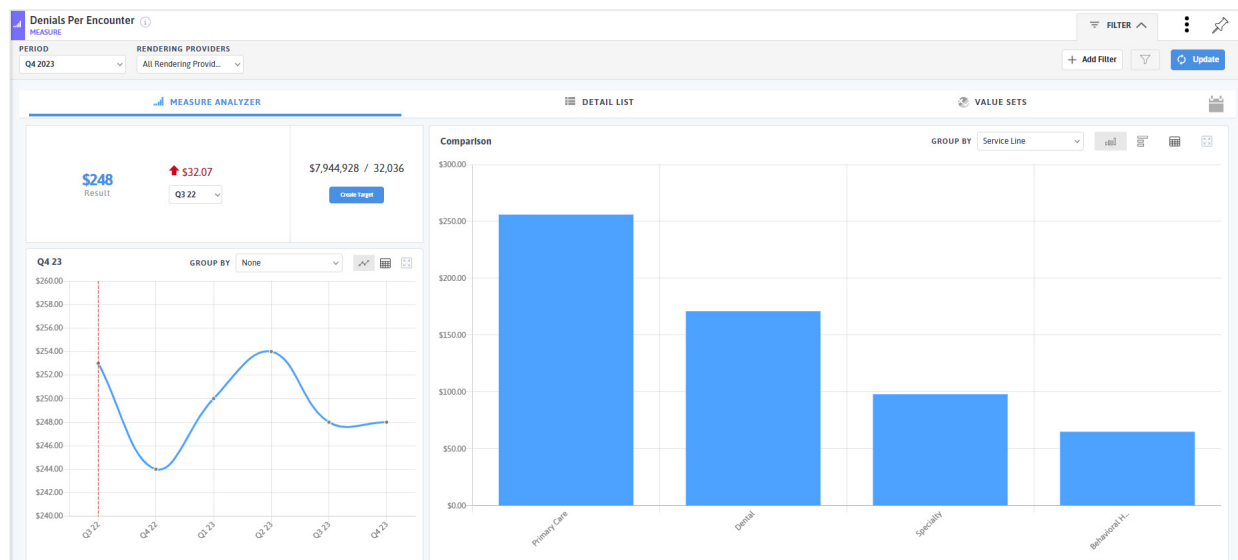 Denials Per Encounter
MEASURE
FILTER
PERIOD
RENDERING PROVIDERS
Q4 2023
All Rendering Provid...
+ Add Filter
Update
MEASURE ANALYZER
DETAIL LIST
VALUE SETS
$248
Result
$32.07
Q3 22
$7,944,928 / 32,036
Create Target
Comparison
GROUP BY Service Line
$300.00
$250.00
$200.00
$150.00
$100.00
$50.00
$0.00
Primary Care
Dental
Specialty
Behavioral H...
Q4 23
GROUP BY None
$260.00
$258.00
$256.00
$254.00
$252.00
$250.00
$248.00
$246.00
$244.00
$242.00
$240.00
Q3 22
Q4 22
Q1 23
Q2 23
Q3 23
Q4 23